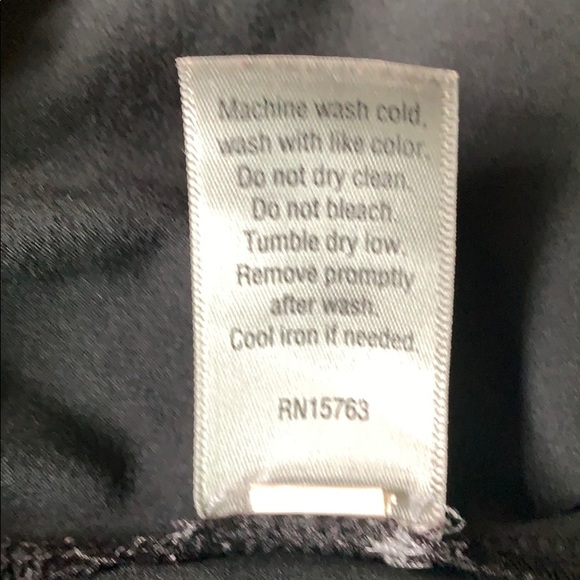 Machine wash cold,
wash with like color.
Do not dry clean.
Do not bleach.
Tumble dry low.
Remove promptly
after wash.
Cool iron if needed.
RN15763